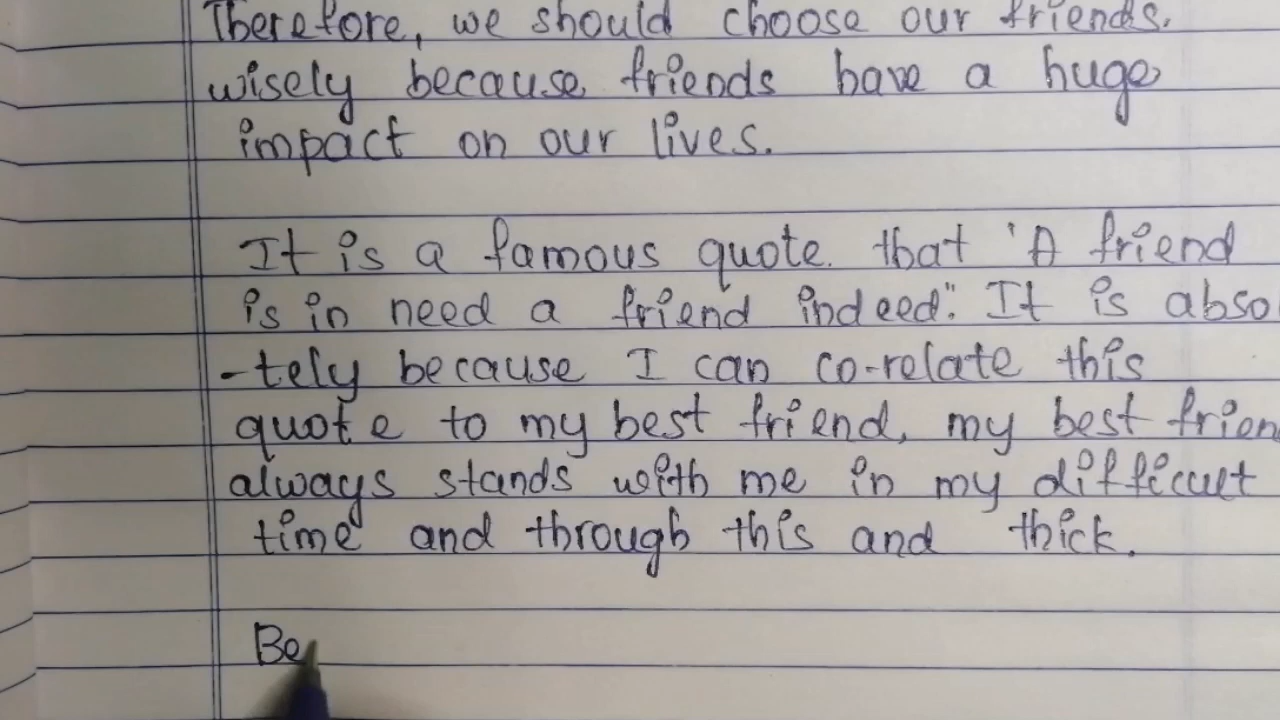 Therefore, we should choose our friends.
wisely because friends have a huge
impact on our lives.
It is a famous quote. that 'A friend
is in need a friend indeed". It is abso
-tely because I can co-relate this
quote to my best friend, my best frien
always stands with me in my difficult
time and through this and thick.
Be